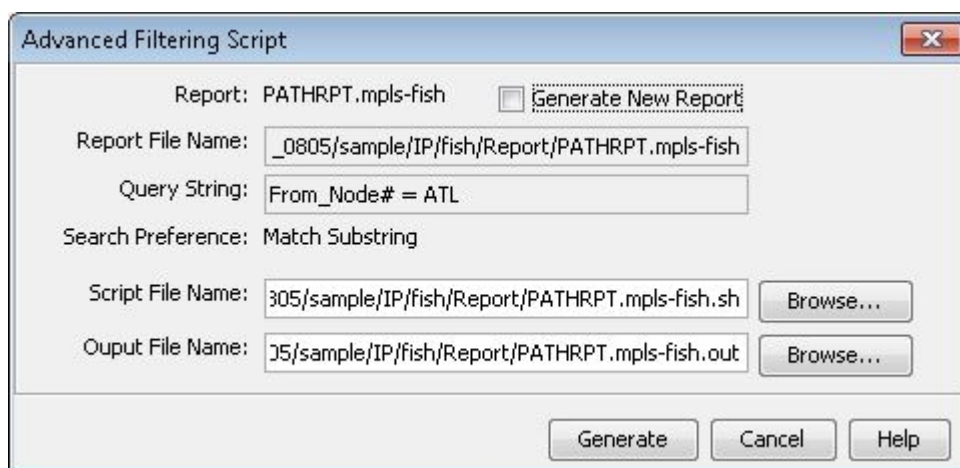 Advanced Filtering Script
Report: PATHRPT.mpls-fish Generate New Report
Report File Name: _0805/sample/IP/fish/Report/PATHRPT.mpls-fish
Query String: From_Node# = ATL
Search Preference: Match Substring
Script File Name: 305/sample/IP/fish/Report/PATHRPT.mpls-fish.sh Browse...
Ouput File Name: 05/sample/IP/fish/Report/PATHRPT.mpls-fish.out Browse...
Generate Cancel Help